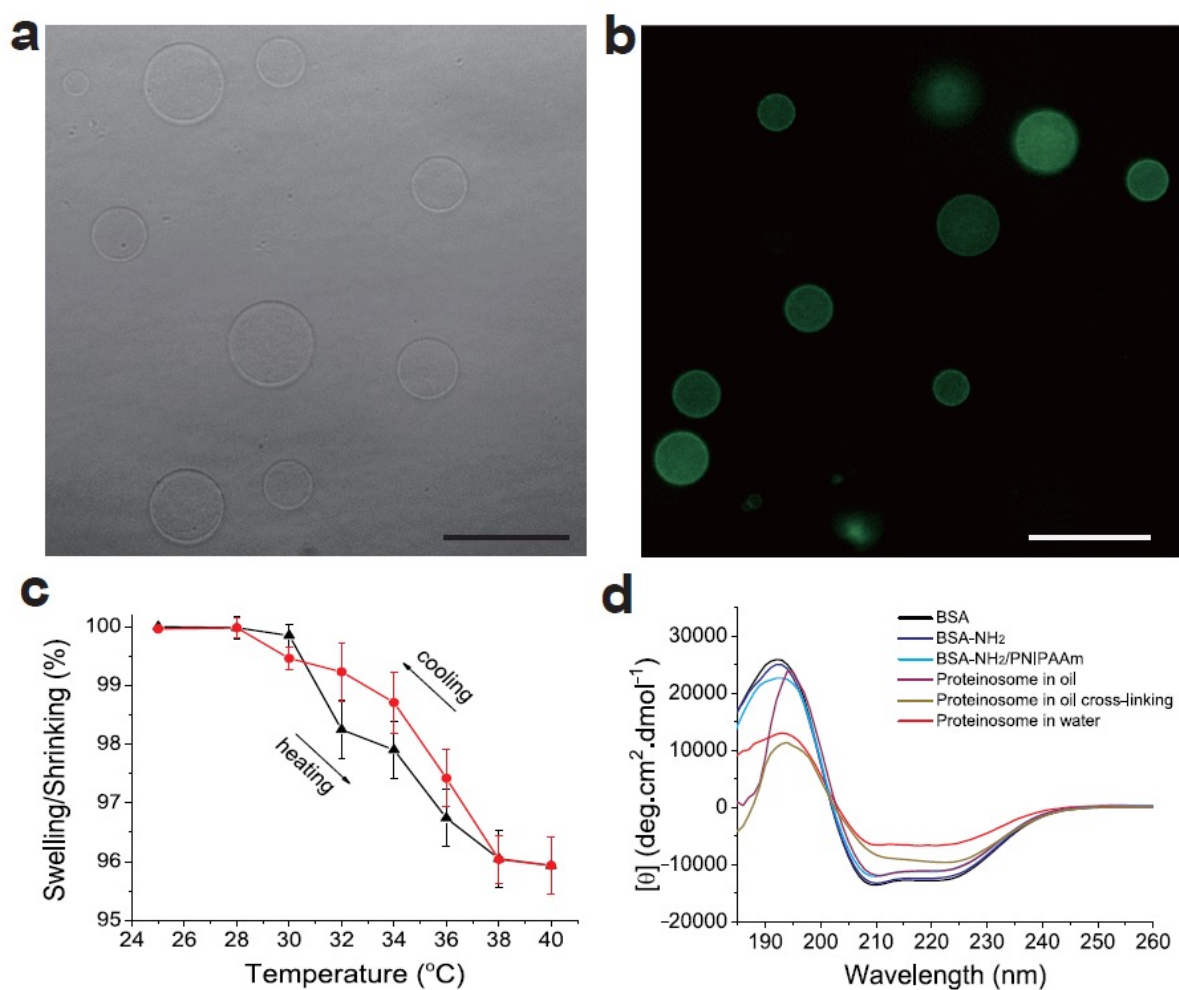 a
b
c
Swelling/Shrinking (%)
100
99
98
97
96
95
cooling
heating
24 26 28 30 32 34 36 38 40
Temperature (°C)
d
[θ] (deg.cm².dmol⁻¹)
30000
20000
10000
0
−10000
−20000
BSA
BSA-NH₂
BSA-NH₂/PNIPAAm
Proteinosome in oil
Proteinosome in oil cross-linking
Proteinosome in water
190 200 210 220 230 240 250 260
Wavelength (nm)